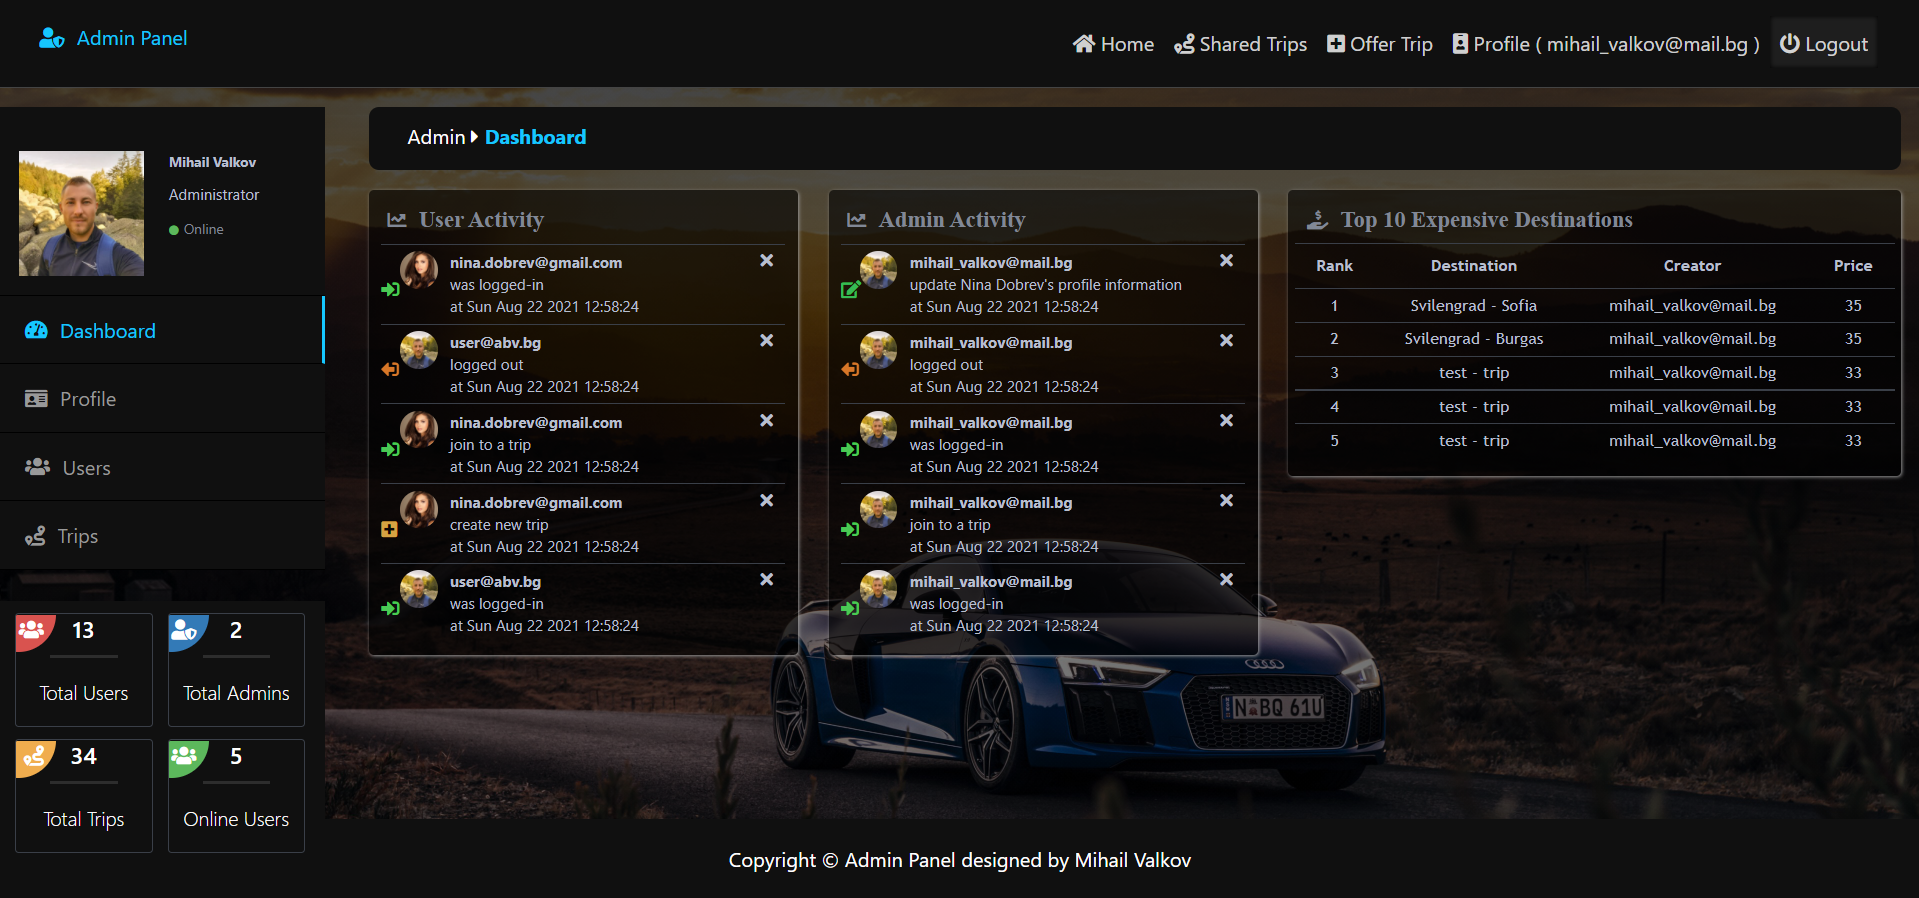 Admin Panel
Home Shared Trips Offer Trip Profile ( mihail_valkov@mail.bg ) Logout
Mihail Valkov
Administrator
Online
Dashboard
Profile
Users
Trips
13
Total Users
2
Total Admins
34
Total Trips
5
Online Users
Admin Dashboard
User Activity
nina.dobrev@gmail.com
was logged-in
at Sun Aug 22 2021 12:58:24
user@abv.bg
logged out
at Sun Aug 22 2021 12:58:24
nina.dobrev@gmail.com
join to a trip
at Sun Aug 22 2021 12:58:24
nina.dobrev@gmail.com
create new trip
at Sun Aug 22 2021 12:58:24
user@abv.bg
was logged-in
at Sun Aug 22 2021 12:58:24
Admin Activity
mihail_valkov@mail.bg
update Nina Dobrev's profile information
at Sun Aug 22 2021 12:58:24
mihail_valkov@mail.bg
logged out
at Sun Aug 22 2021 12:58:24
mihail_valkov@mail.bg
was logged-in
at Sun Aug 22 2021 12:58:24
mihail_valkov@mail.bg
join to a trip
at Sun Aug 22 2021 12:58:24
mihail_valkov@mail.bg
was logged-in
at Sun Aug 22 2021 12:58:24
Top 10 Expensive Destinations
Rank Destination Creator Price
1 Svilengrad - Sofia mihail_valkov@mail.bg 35
2 Svilengrad - Burgas mihail_valkov@mail.bg 35
3 test - trip mihail_valkov@mail.bg 33
4 test - trip mihail_valkov@mail.bg 33
5 test - trip mihail_valkov@mail.bg 33
N BQ 61U
Copyright © Admin Panel designed by Mihail Valkov